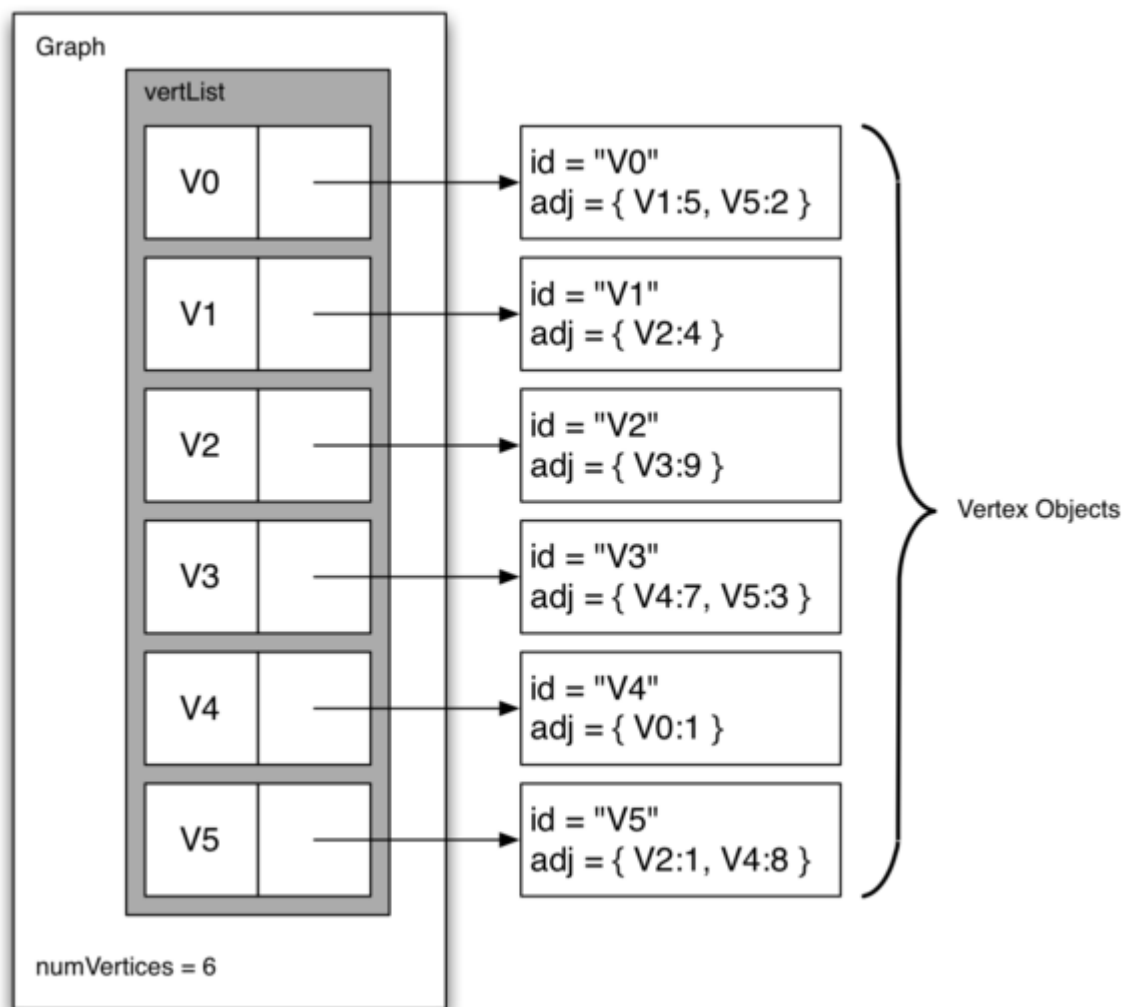 Graph
vertList
V0
id = "V0"
adj = { V1:5, V5:2 }
V1
id = "V1"
adj = { V2:4 }
V2
id = "V2"
adj = { V3:9 }
V3
id = "V3"
adj = { V4:7, V5:3 }
V4
id = "V4"
adj = { V0:1 }
V5
id = "V5"
adj = { V2:1, V4:8 }
Vertex Objects
numVertices = 6